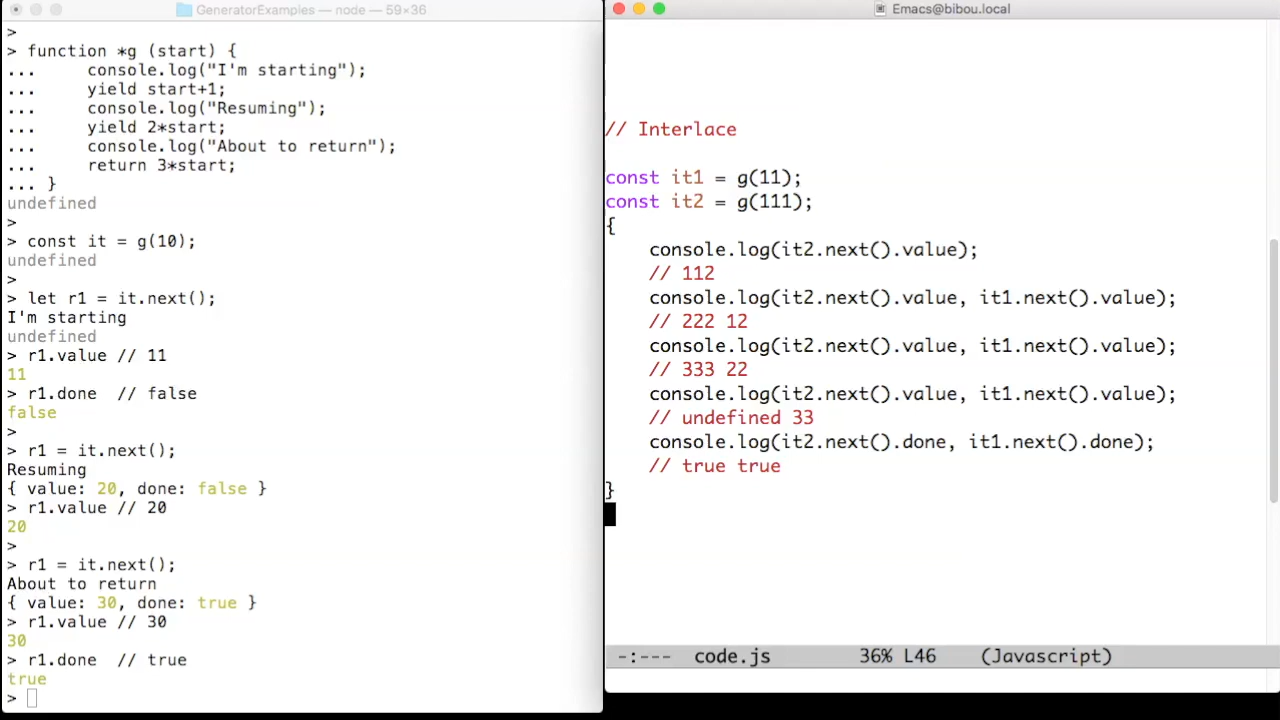 GeneratorExamples — node — 59×36
>
> function *g (start) {
...     console.log("I'm starting");
...     yield start+1;
...     console.log("Resuming");
...     yield 2*start;
...     console.log("About to return");
...     return 3*start;
... }
undefined
>
> const it = g(10);
undefined
>
> let r1 = it.next();
I'm starting
undefined
> r1.value // 11
11
> r1.done  // false
false
>
> r1 = it.next();
Resuming
{ value: 20, done: false }
> r1.value // 20
20
>
> r1 = it.next();
About to return
{ value: 30, done: true }
> r1.value // 30
30
> r1.done  // true
true
>
Emacs@bibou.local
// Interlace
const it1 = g(11);
const it2 = g(111);
{
    console.log(it2.next().value);
    // 112
    console.log(it2.next().value, it1.next().value);
    // 222 12
    console.log(it2.next().value, it1.next().value);
    // 333 22
    console.log(it2.next().value, it1.next().value);
    // undefined 33
    console.log(it2.next().done, it1.next().done);
    // true true
}
-:---  code.js        36% L46    (Javascript)